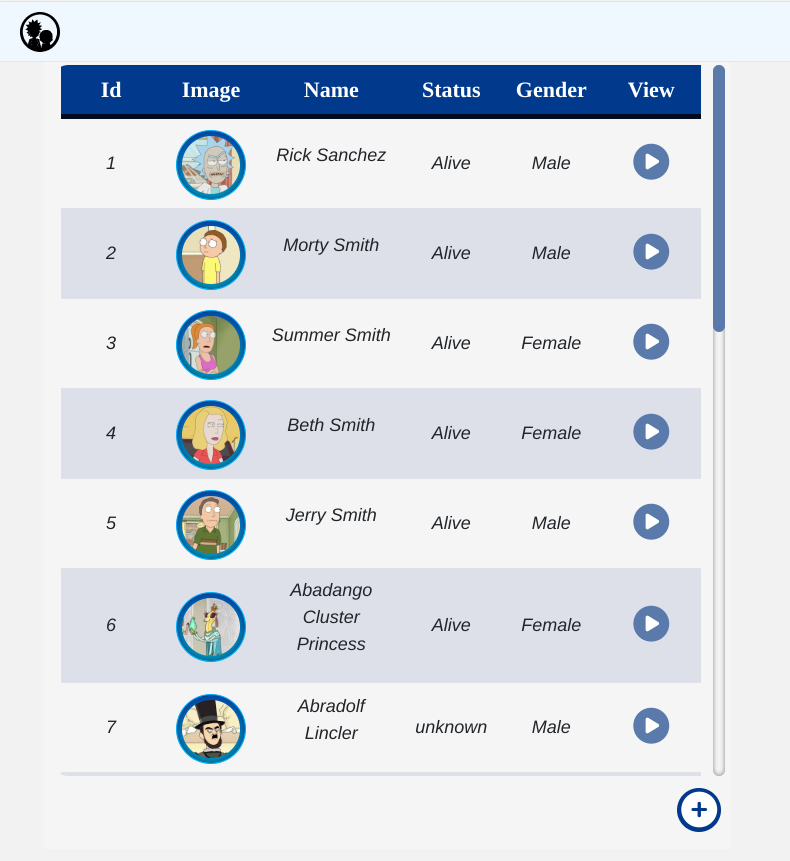 Id Image Name Status Gender View
1 Rick Sanchez Alive Male
2 Morty Smith Alive Male
3 Summer Smith Alive Female
4 Beth Smith Alive Female
5 Jerry Smith Alive Male
6 Abadango Cluster Princess Alive Female
7 Abradolf Lincler unknown Male